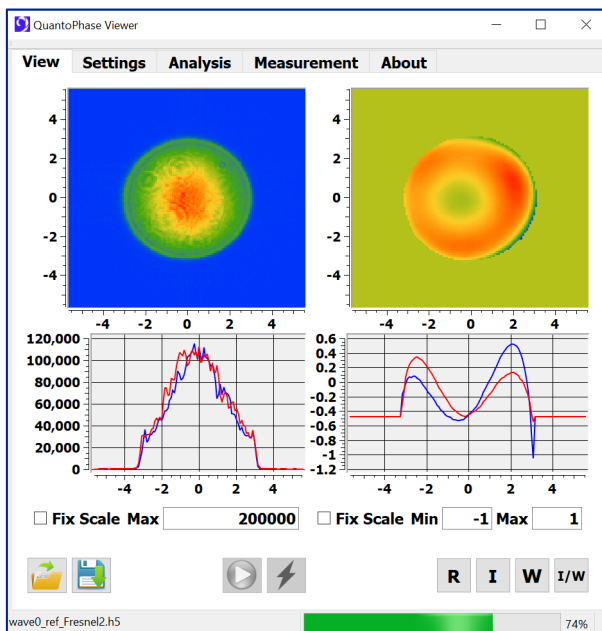 QuantoPhase Viewer
View Settings Analysis Measurement About
4 4
2 2
0 0
-2 -2
-4 -4
-4 -2 0 2 4 -4 -2 0 2 4
120,000 0.6
100,000 0.4
80,000 0.2
60,000 0
40,000 -0.2
20,000 -0.4
0 -0.6
-0.8
-1
-1.2
-4 -2 0 2 4 -4 -2 0 2 4
Fix Scale Max 200000 Fix Scale Min -1 Max 1
R I W I/W
wave0_ref_Fresnel2.h5 74%